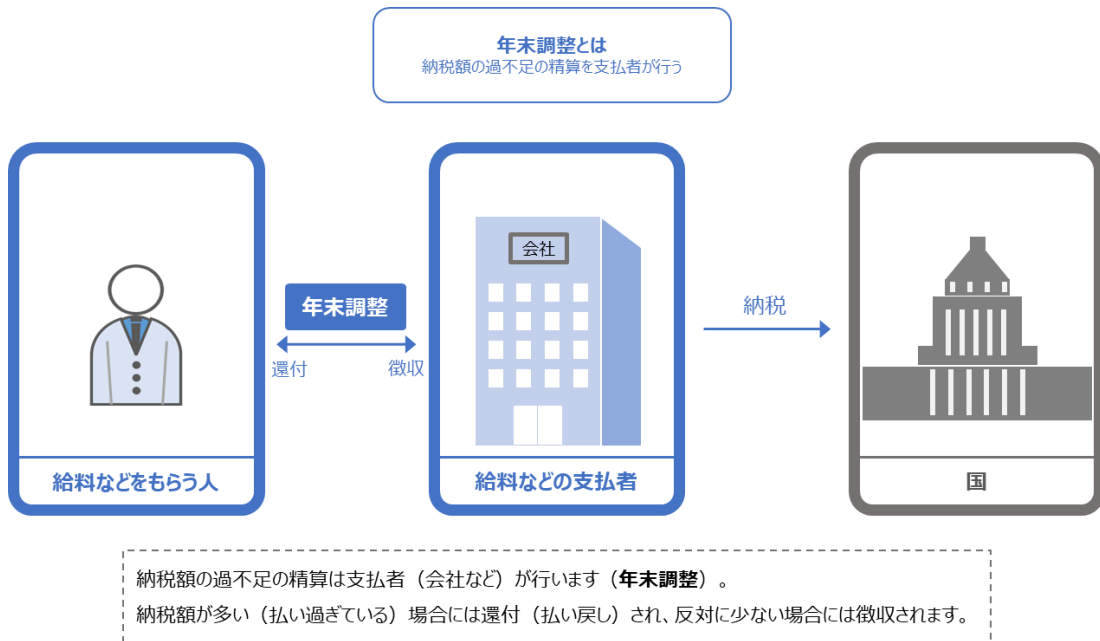 年末調整とは
納税額の過不足の精算を支払者が行う
会社
年末調整
納税
還付
徴収
給料などをもらう人
給料などの支払者
国
納税額の過不足の精算は支払者（会社など）が行います（年末調整）。
納税額が多い（払い過ぎている）場合には還付（払い戻し）され、反対に少ない場合には徴収されます。